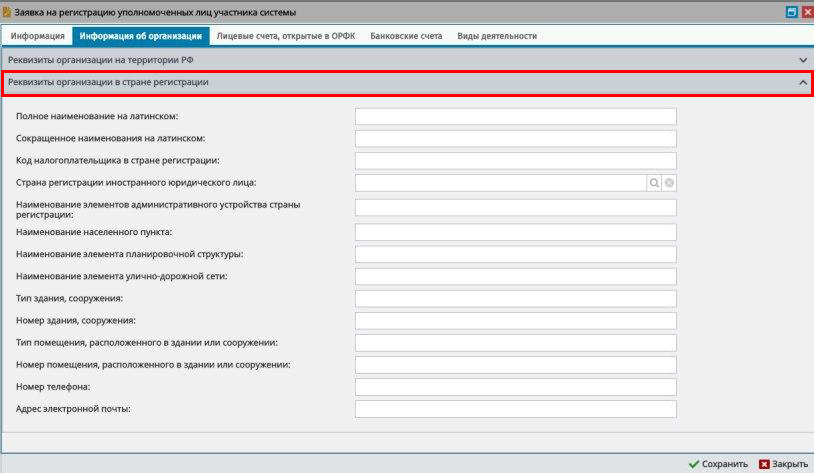 Заявка на регистрацию уполномоченных лиц участника системы
Информация Информация об организации Лицевые счета, открытые в ОРФК Банковские счета Виды деятельности
Реквизиты организации на территории РФ
Реквизиты организации в стране регистрации
Полное наименование на латинском:
Сокращенное наименования на латинском:
Код налогоплательщика в стране регистрации:
Страна регистрации иностранного юридического лица:
Наименование элементов административного устройства страны
регистрации:
Наименование населенного пункта:
Наименование элемента планировочной структуры:
Наименование элемента улично-дорожной сети:
Тип здания, сооружения:
Номер здания, сооружения:
Тип помещения, расположенного в здании или сооружении:
Номер помещения, расположенного в здании или сооружении:
Номер телефона:
Адрес электронной почты:
Сохранить Закрыть